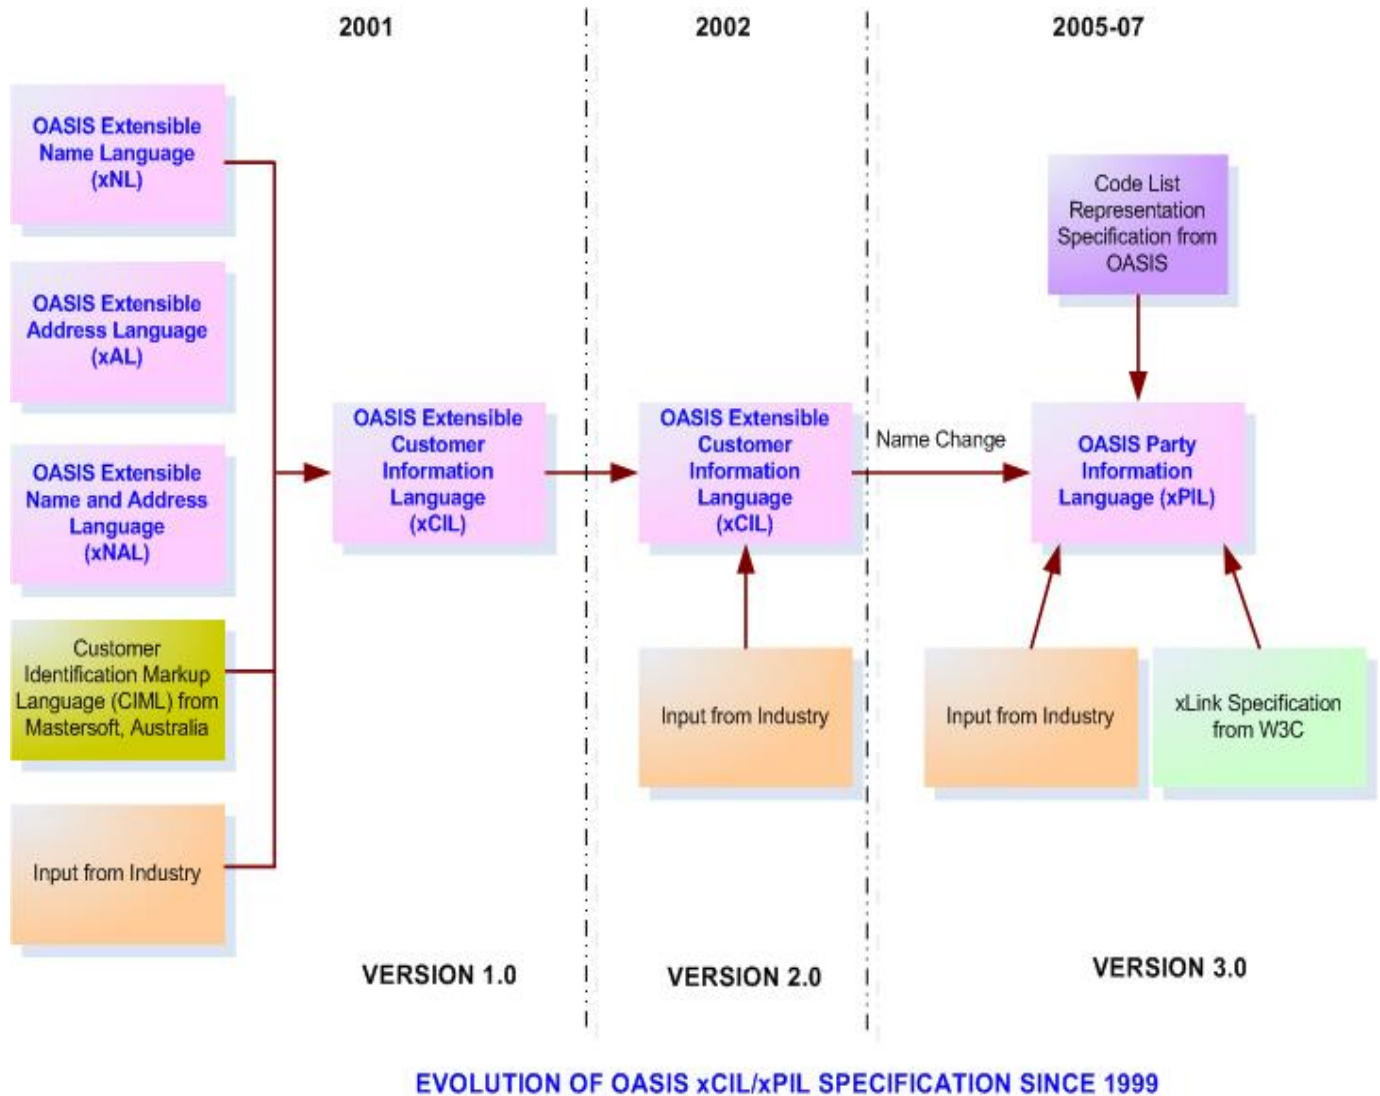 2001
2002
2005-07
OASIS Extensible
Name Language
(xNL)
OASIS Extensible
Address Language
(xAL)
OASIS Extensible
Name and Address
Language
(xNAL)
Customer
Identification Markup
Language (CIML) from
Mastersoft, Australia
Input from Industry
OASIS Extensible
Customer
Information
Language
(xCIL)
OASIS Extensible
Customer
Information
Language
(xCIL)
Input from Industry
Name Change
Code List
Representation
Specification from
OASIS
OASIS Party
Information
Language (xPIL)
Input from Industry
xLink Specification
from W3C
VERSION 1.0
VERSION 2.0
VERSION 3.0
EVOLUTION OF OASIS xCIL/xPIL SPECIFICATION SINCE 1999